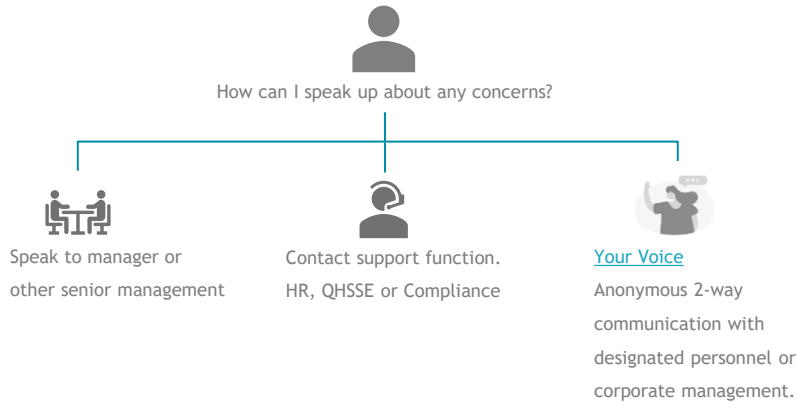 How can I speak up about any concerns?
Speak to manager or
other senior management
Contact support function.
HR, QHSSE or Compliance
Your Voice
Anonymous 2-way
communication with
designated personnel or
corporate management.